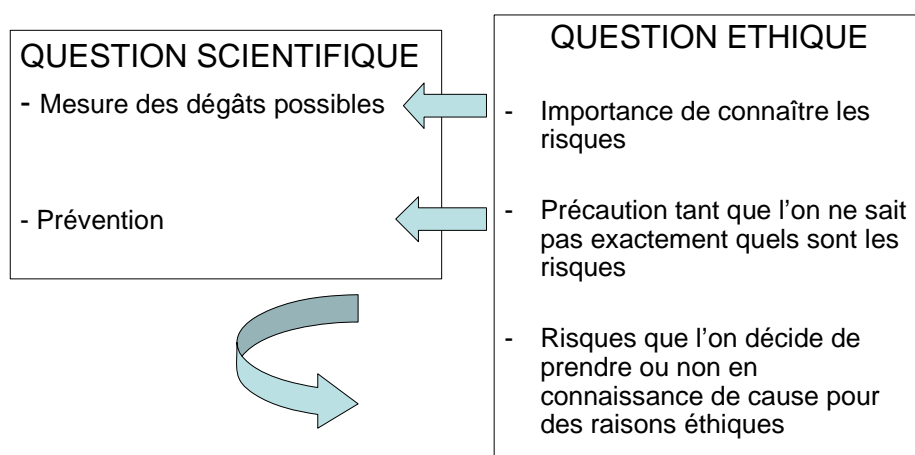 QUESTION SCIENTIFIQUE
- Mesure des dégâts possibles
- Prévention
QUESTION ETHIQUE
- Importance de connaître les
risques
- Précaution tant que l'on ne sait
pas exactement quels sont les
risques
- Risques que l'on décide de
prendre ou non en
connaissance de cause pour
des raisons éthiques